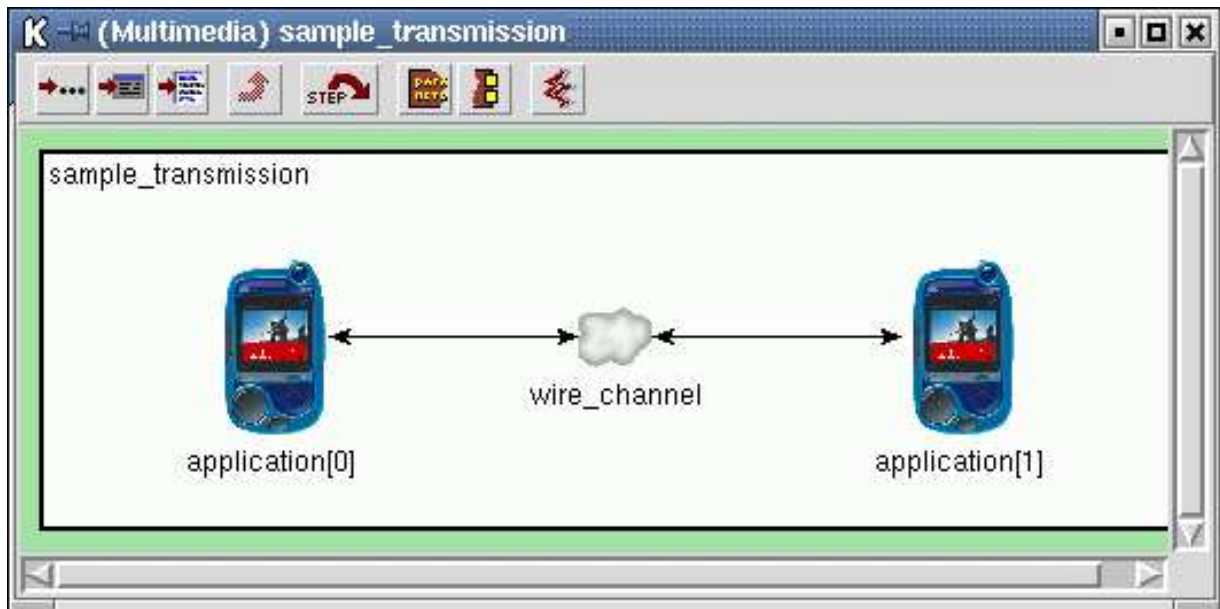 (Multimedia) sample_transmission
STEP
sample_transmission
wire_channel
application[0]
application[1]